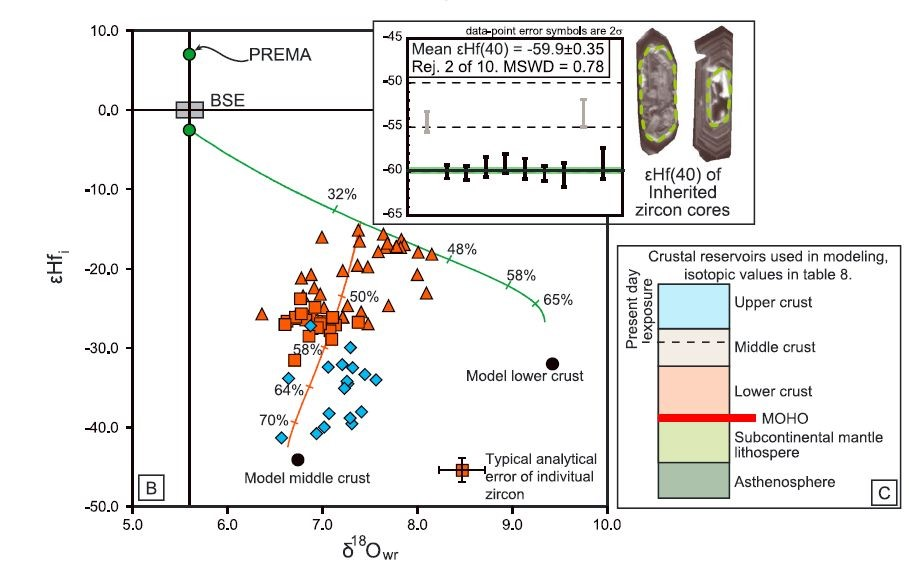 10.0
0.0
-10.0
-20.0
-30.0
-40.0
-50.0
εHf i
5.0
6.0
7.0
8.0
9.0
10.0
δ18Owr
PREMA
BSE
32%
48%
58%
65%
50%
58%
64%
70%
Model lower crust
Model middle crust
Typical analytical
error of indivitual
zircon
B
data-point error symbols are 2σ
-45
-50
-55
-60
-65
Mean εHf(40) = -59.9±0.35
Rej. 2 of 10. MSWD = 0.78
εHf(40) of
Inherited
zircon cores
Crustal reservoirs used in modeling,
isotopic values in table 8.
Present day
exposure
Upper crust
Middle crust
Lower crust
MOHO
Subcontinental mantle
lithospere
Asthenosphere
C